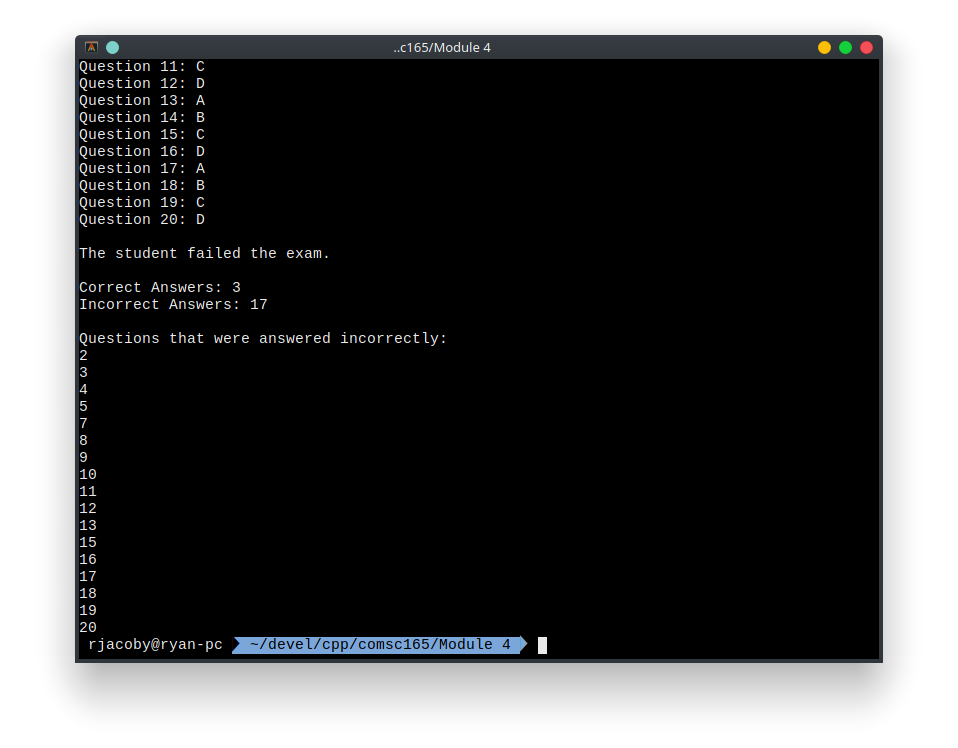 ..c165/Module 4
Question 11: C
Question 12: D
Question 13: A
Question 14: B
Question 15: C
Question 16: D
Question 17: A
Question 18: B
Question 19: C
Question 20: D
The student failed the exam.
Correct Answers: 3
Incorrect Answers: 17
Questions that were answered incorrectly:
2
3
4
5
7
8
9
10
11
12
13
15
16
17
18
19
20
rjacoby@ryan-pc ~/devel/cpp/comsc165/Module 4